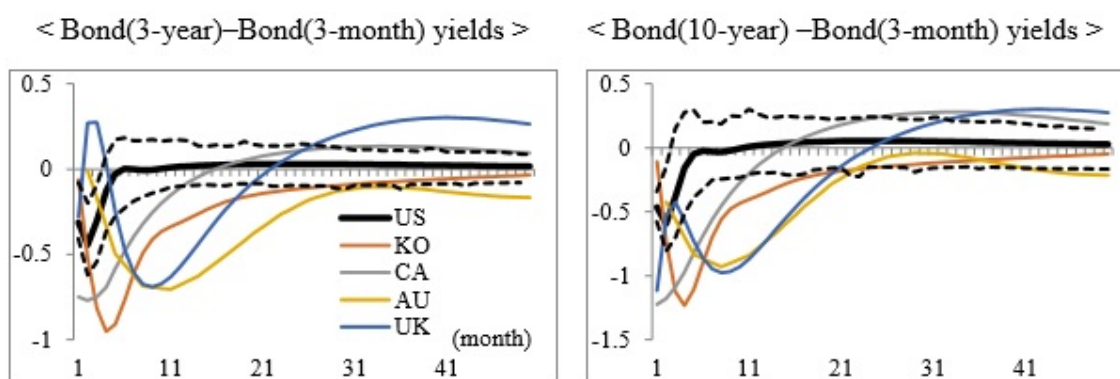 < Bond(3-year)–Bond(3-month) yields >
0.5
0
-0.5
-1
US
KO
CA
AU
UK
(month)
1 11 21 31 41
< Bond(10-year) –Bond(3-month) yields >
0.5
0
-0.5
-1
-1.5
1 11 21 31 41